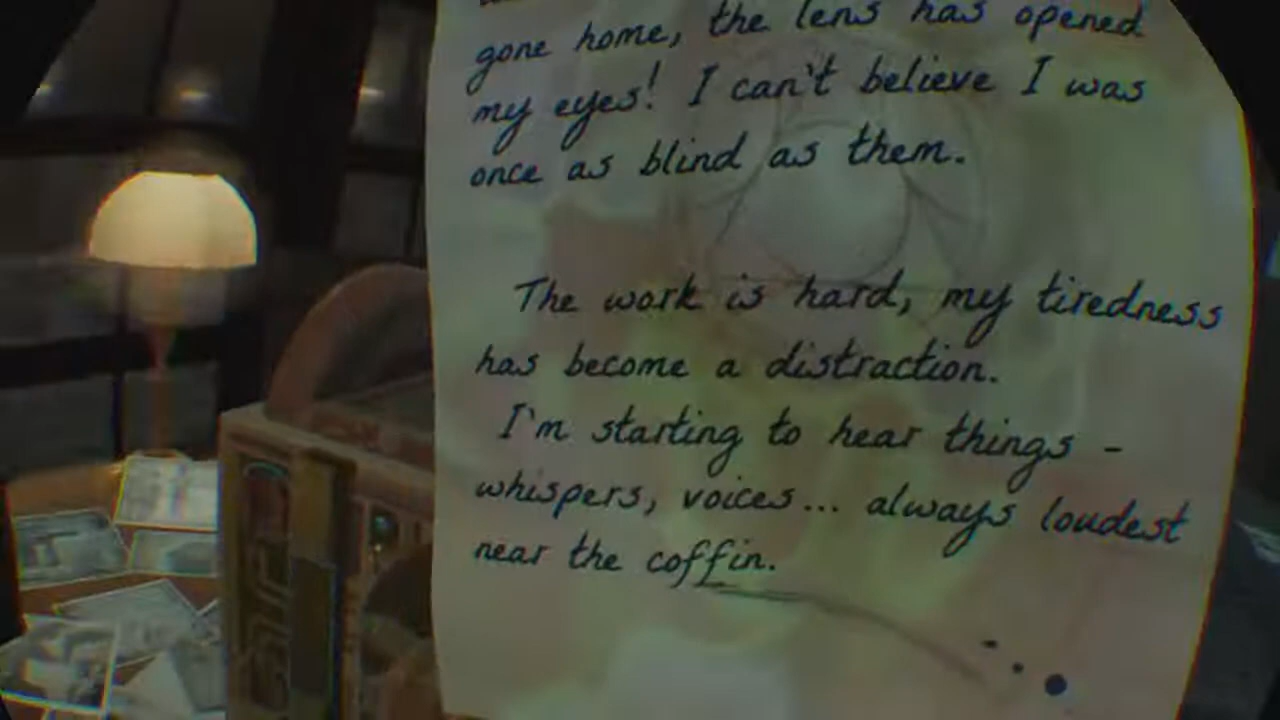 gone home, the lens has opened
my eyes! I can't believe I was
once as blind as them.
The work is hard, my tiredness
has become a distraction.
I'm starting to hear things -
whispers, voices... always loudest
near the coffin.